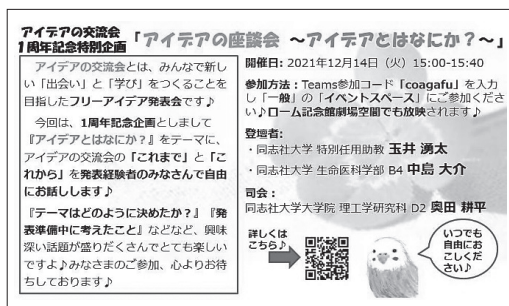 アイデアの交流会
1周年記念特別企画
「アイデアの座談会 ～アイデアとはなにか？～」
アイデアの交流会とは、みんなで新し
い「出会い」と「学び」をつくることを
目指したフリーアイデア発表会です♪
今回は、1周年記念企画としまして
『アイデアとはなにか？』をテーマに、
アイデアの交流会の「これまで」と「こ
れから」を発表経験者のみなさんで自由
にお話しします♪
『テーマはどのように決めたか？』『発
表準備中に考えたこと』などなど、興味
深い話題が盛りだくさんでとても楽しい
ですよ♪みなさまのご参加、心よりお待
ちしております♪
開催日: 2021年12月14日（火）15:00-15:40
参加方法：Teams参加コード「coagafu」を入力
し「一般」の「イベントスペース」にご参加くださ
い♪ローム記念館劇場空間でも放映されます♪
登壇者:
・同志社大学 特別任用助教 玉井 湧太
・同志社大学 生命医科学部 B4 中島 大介
司会：
同志社大学大学院 理工学研究科 D2 奥田 耕平
詳しくは
こちら♪
いつでも
自由にお
こしくだ
さい♪